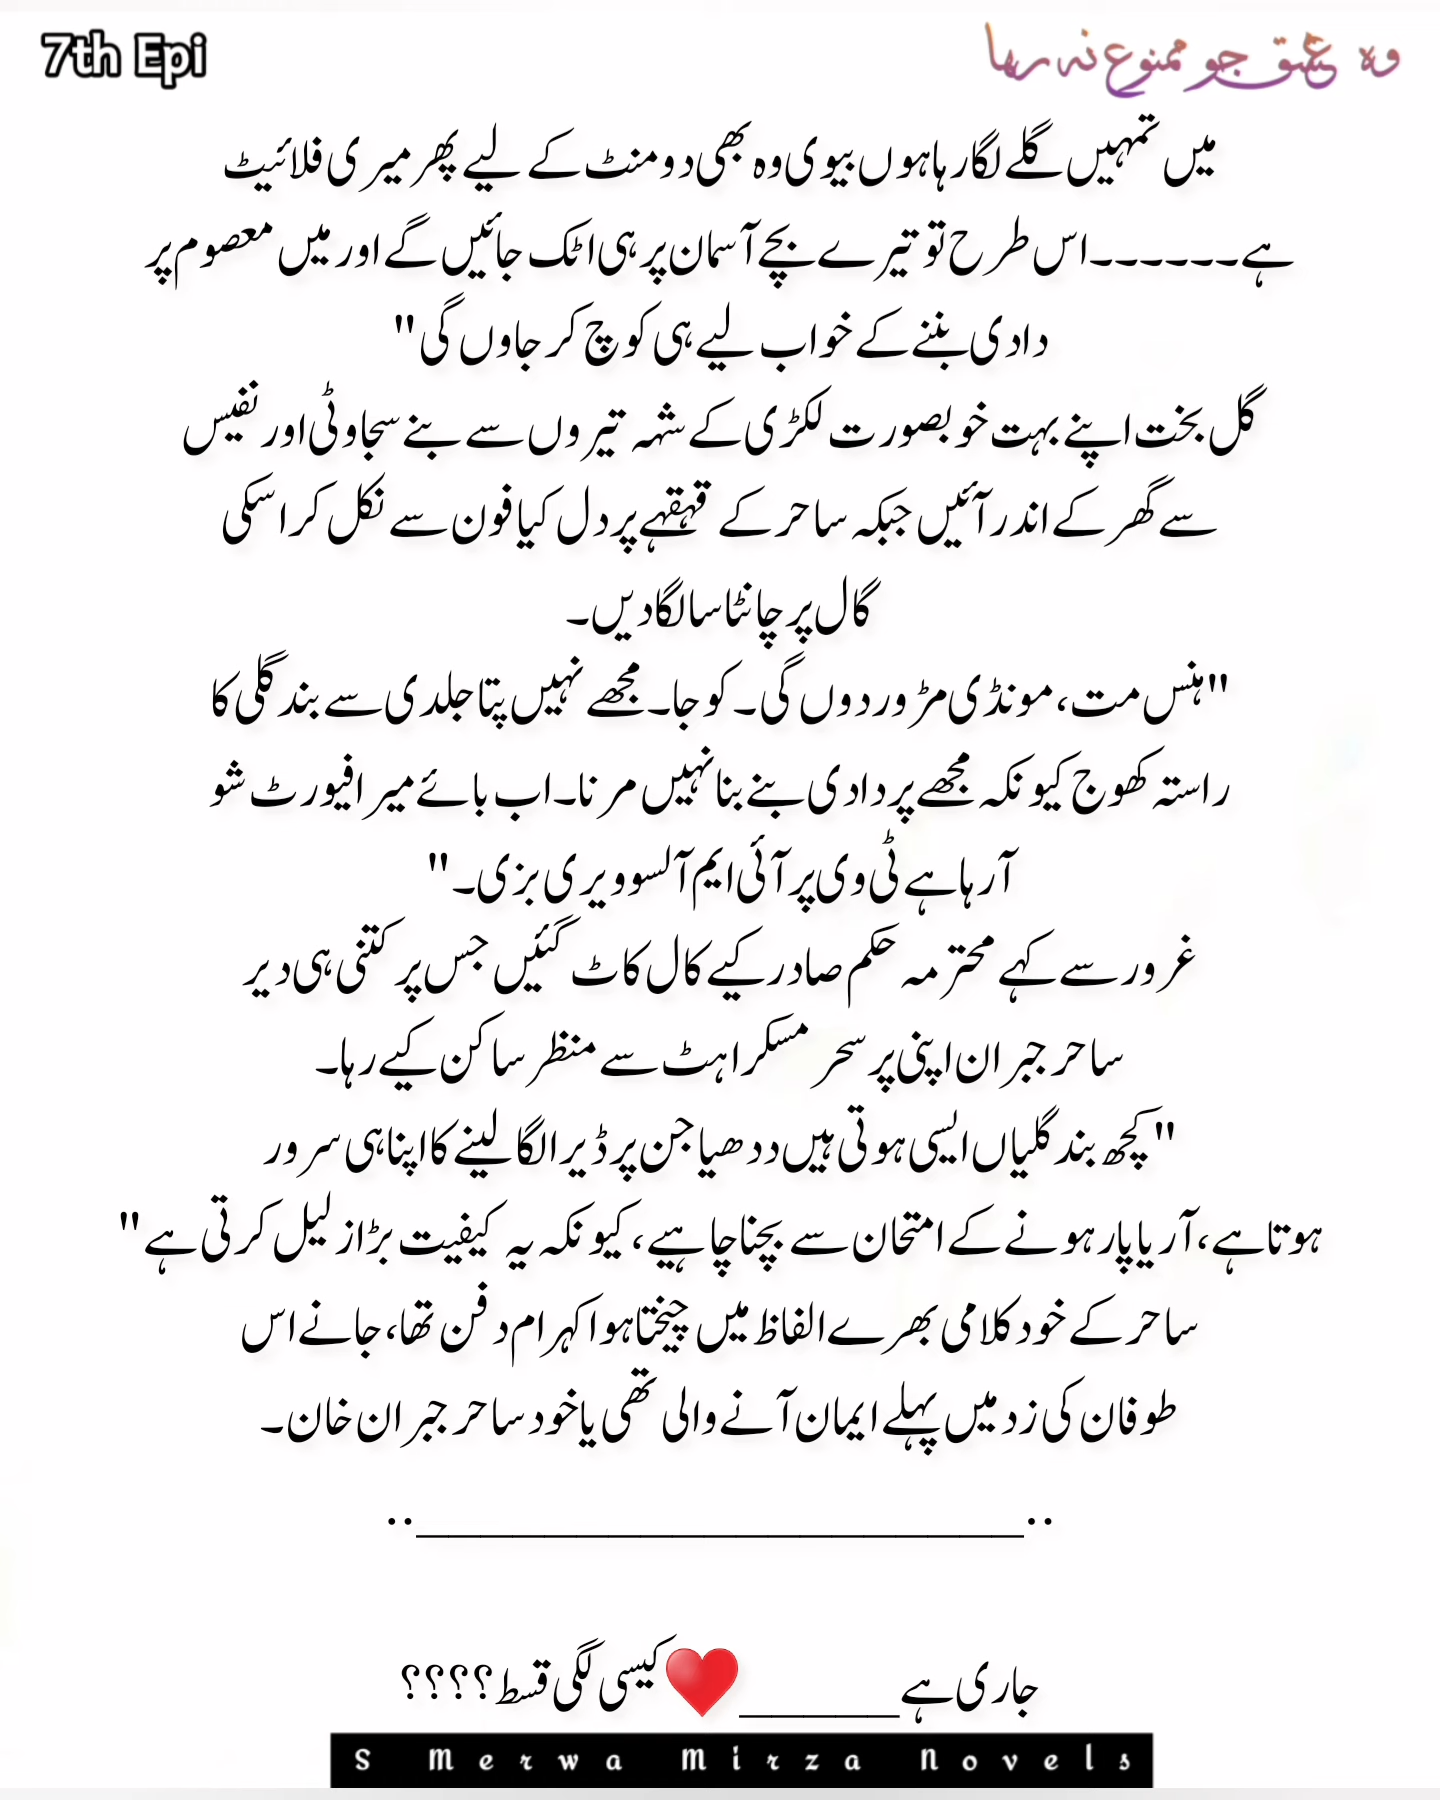 7th Epi
وہ عشق جو ممنوع نہ رہا
میں تمہیں گلے لگا رہا ہوں بیوی وہ بھی دو منٹ کے لیے پھر میری فلائیٹ
ہے۔۔۔۔۔۔اس طرح تو تیرے بچے آسمان پر ہی اٹک جائیں گے اور میں معصوم پر
دادی بننے کے خواب لیے ہی کوچ کر جاوں گی"
گل بخت اپنے بہت خوبصورت لکڑی کے شہہ تیروں سے بنے سجاوٹی اور نفیس
سے گھر کے اندر آئیں جبکہ ساحر کے قہقہے پر دل کیا فون سے نکل کر اسکی
گال پر چانٹا سا لگا دیں۔
"ہنس مت، مونڈی مڑور دوں گی۔ کو جا۔ مجھے نہیں پتا جلدی سے بند گلی کا
راستہ کھوج کیونکہ مجھے پر دادی بنے بنا نہیں مرنا۔ اب بائے میرا فیورٹ شو
آرہا ہے ٹی وی پر آئی ایم آلسو ویری بزی۔"
غرور سے کہے محترمہ حکم صادر کیے کال کاٹ گئیں جس پر کتنی ہی دیر
ساحر جبران اپنی پر سحر مسکراہٹ سے منظر ساکن کیے رہا۔
"کچھ بند گلیاں ایسی ہوتی ہیں ددھیا جن پر ڈیرا لگا لینے کا اپنا ہی سرور
ہوتا ہے، آر یا پار ہونے کے امتحان سے بچنا چاہیے، کیونکہ یہ کیفیت بڑا زلیل کرتی ہے"
ساحر کے خود کلامی بھرے الفاظ میں چیختا ہوا کہرام دفن تھا، جانے اس
طوفان کی زد میں پہلے ایمان آنے والی تھی یا خود ساحر جبران خان۔
..______________________..
جاری ہے______❤️کیسی لگی قسط؟؟؟؟
S Merwa Mirza Novels